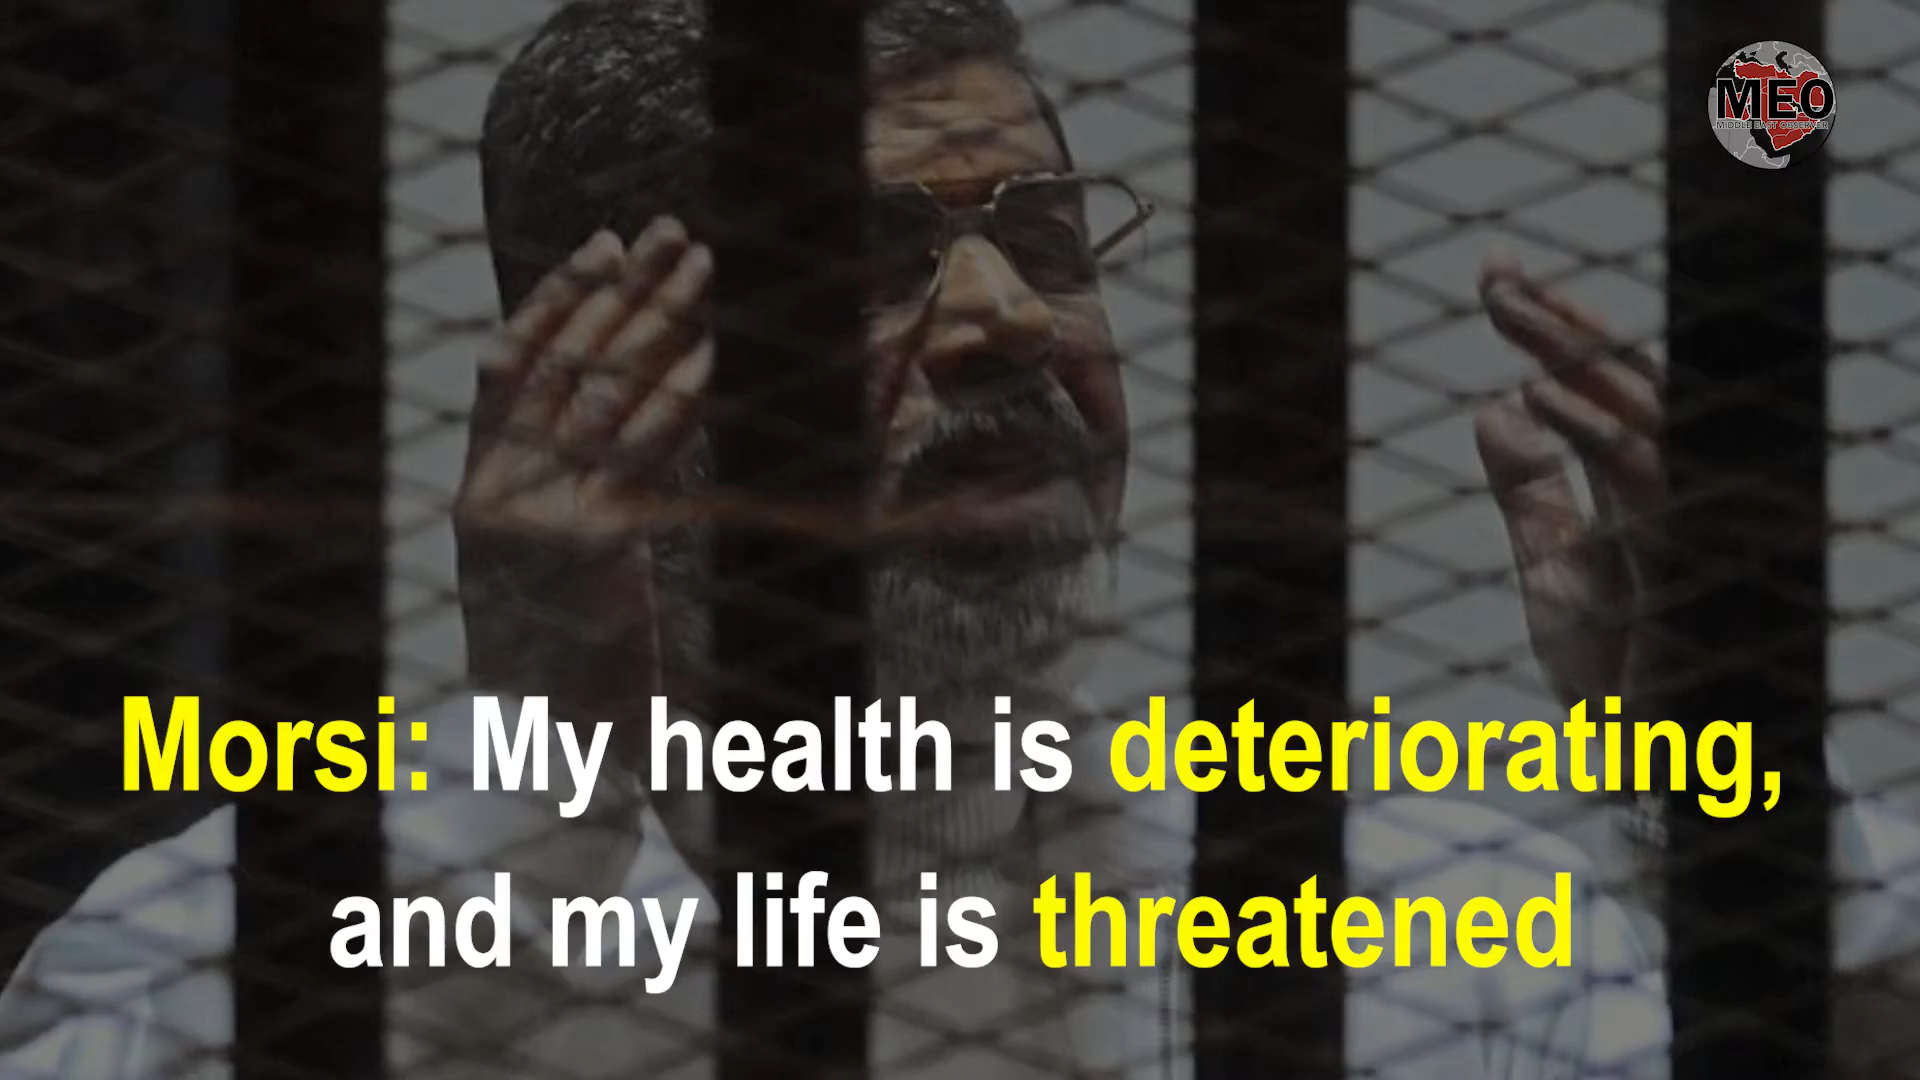 MEO
MIDDLE EAST OBSERVER
Morsi: My health is deteriorating,
and my life is threatened